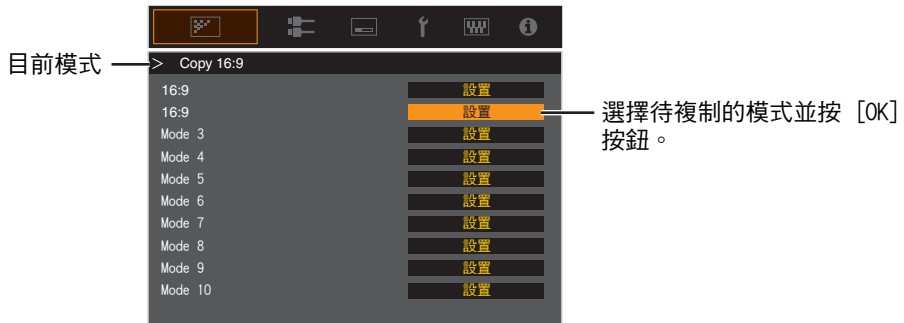 目前模式
> Copy 16:9
16:9 設置
16:9 設置
Mode 3 設置
Mode 4 設置
Mode 5 設置
Mode 6 設置
Mode 7 設置
Mode 8 設置
Mode 9 設置
Mode 10 設置
選擇待複制的模式並按 [OK]
按鈕。